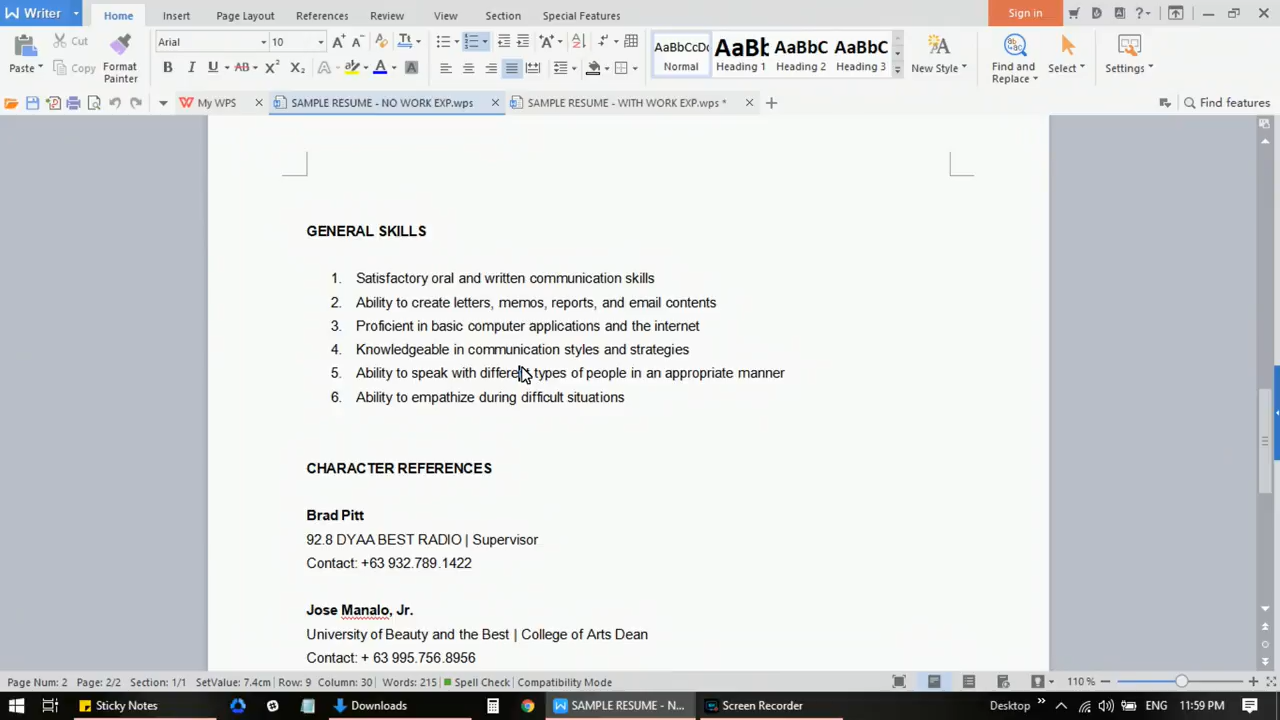 Writer
Home Insert Page Layout References Review View Section Special Features
Sign in
Cut
Paste Copy Format Painter
Arial 10
AaBbCcDc Normal
AaBb Heading 1
AaBbC Heading 2
AaBbC Heading 3
New Style
Find and Replace
Select
Settings
My WPS SAMPLE RESUME - NO WORK EXP.wps SAMPLE RESUME - WITH WORK EXP.wps *
Find features
GENERAL SKILLS
1. Satisfactory oral and written communication skills
2. Ability to create letters, memos, reports, and email contents
3. Proficient in basic computer applications and the internet
4. Knowledgeable in communication styles and strategies
5. Ability to speak with different types of people in an appropriate manner
6. Ability to empathize during difficult situations
CHARACTER REFERENCES
Brad Pitt
92.8 DYAA BEST RADIO | Supervisor
Contact: +63 932.789.1422
Jose Manalo, Jr.
University of Beauty and the Best | College of Arts Dean
Contact: + 63 995.756.8956
Page Num: 2 Page: 2/2 Section: 1/1 SetValue: 7.4cm Row: 9 Column: 30 Words: 215 Spell Check Compatibility Mode 110 %
Sticky Notes Downloads SAMPLE RESUME - N... Screen Recorder Desktop ENG 11:59 PM